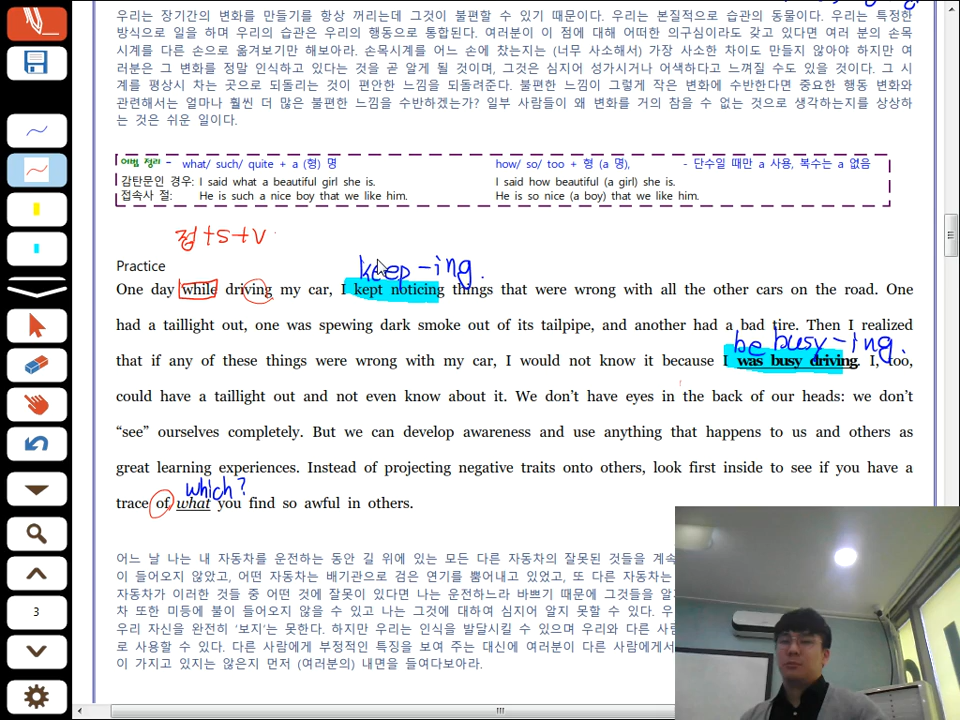 우리는 장기간의 변화를 만들기를 항상 꺼리는데 그것이 불편할 수 있기 때문이다. 우리는 본질적으로 습관의 동물이다. 우리는 특정한
방식으로 일을 하며 우리의 습관은 우리의 행동으로 통합된다. 여러분이 이 점에 대해 어떠한 의구심이라도 갖고 있다면 여러 분의 손목
시계를 다른 손으로 옮겨보기만 해보아라. 손목시계를 어느 손에 찼는지는 (너무 사소해서) 가장 사소한 차이도 만들지 않아야 하지만 여
러분은 그 변화를 정말 인식하고 있다는 것을 곧 알게 될 것이며, 그것은 심지어 성가시거나 어색하다고 느껴질 수도 있을 것이다. 그 시
계를 평상시 차는 곳으로 되돌리는 것이 편안한 느낌을 되돌려준다. 불편한 느낌이 그렇게 작은 변화에 수반한다면 중요한 행동 변화와
관련해서는 얼마나 훨씬 더 많은 불편한 느낌을 수반하겠는가? 일부 사람들이 왜 변화를 거의 참을 수 없는 것으로 생각하는지를 상상하
는 것은 쉬운 일이다.
어법 정리 – what/ such/ quite + a (형) 명 how/ so/ too + 형 (a 명), - 단수일 때만 a 사용, 복수는 a 없음
감탄문인 경우: I said what a beautiful girl she is. I said how beautiful (a girl) she is.
접속사 절: He is such a nice boy that we like him. He is so nice (a boy) that we like him.
접+S+V
Practice
keep -ing.
One day while driving my car, I kept noticing things that were wrong with all the other cars on the road. One
had a taillight out, one was spewing dark smoke out of its tailpipe, and another had a bad tire. Then I realized
be busy -ing.
that if any of these things were wrong with my car, I would not know it because I was busy driving. I, too,
could have a taillight out and not even know about it. We don’t have eyes in the back of our heads: we don’t
“see” ourselves completely. But we can develop awareness and use anything that happens to us and others as
great learning experiences. Instead of projecting negative traits onto others, look first inside to see if you have a
which?
trace of what you find so awful in others.
어느 날 나는 내 자동차를 운전하는 동안 길 위에 있는 모든 다른 자동차의 잘못된 것들을 계속
이 들어오지 않았고, 어떤 자동차는 배기관으로 검은 연기를 뿜어내고 있었고, 또 다른 자동차는
자동차가 이러한 것들 중 어떤 것에 잘못이 있다면 나는 운전하느라 바쁘기 때문에 그것들을 알
차 또한 미등에 불이 들어오지 않을 수 있고 나는 그것에 대하여 심지어 알지 못할 수 있다. 우
우리 자신을 완전히 ‘보지’는 못한다. 하지만 우리는 인식을 발달시킬 수 있으며 우리와 다른 사람
로 사용할 수 있다. 다른 사람에게 부정적인 특징을 보여 주는 대신에 여러분이 다른 사람에게서
이 가지고 있지는 않은지 먼저 (여러분의) 내면을 들여다보아라.
3